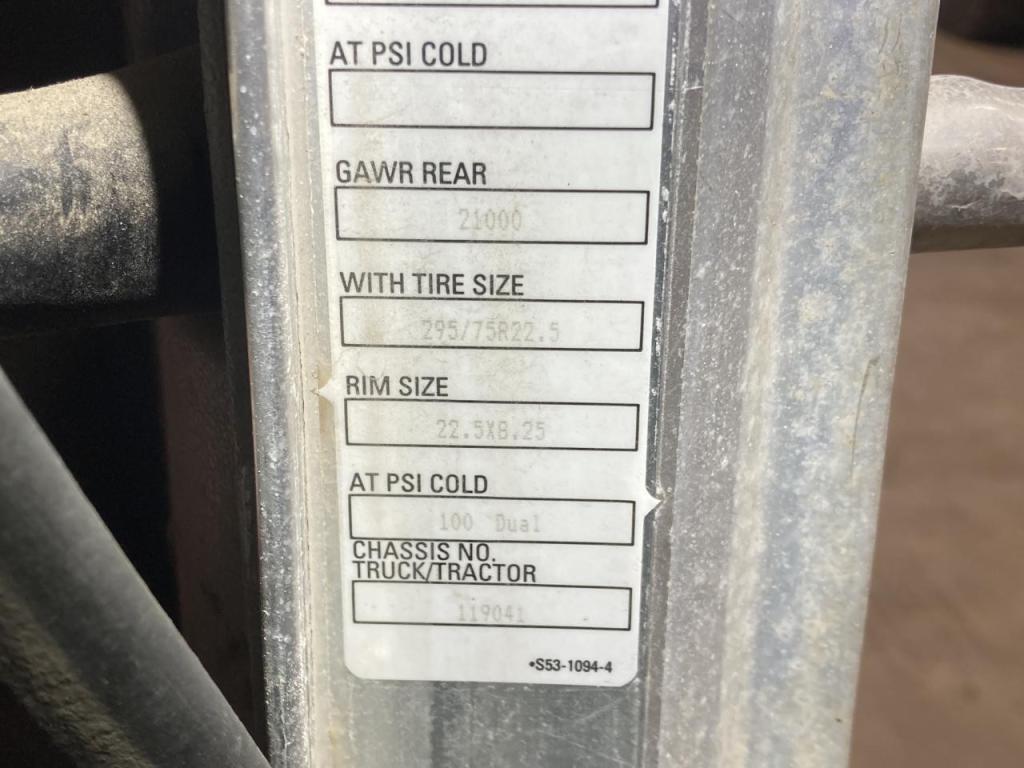 AT PSI COLD
GAWR REAR
21000
WITH TIRE SIZE
295/75R22.5
RIM SIZE
22.5X8.25
AT PSI COLD
100 Dual
CHASSIS NO.
TRUCK/TRACTOR
119041
•S53-1094-4